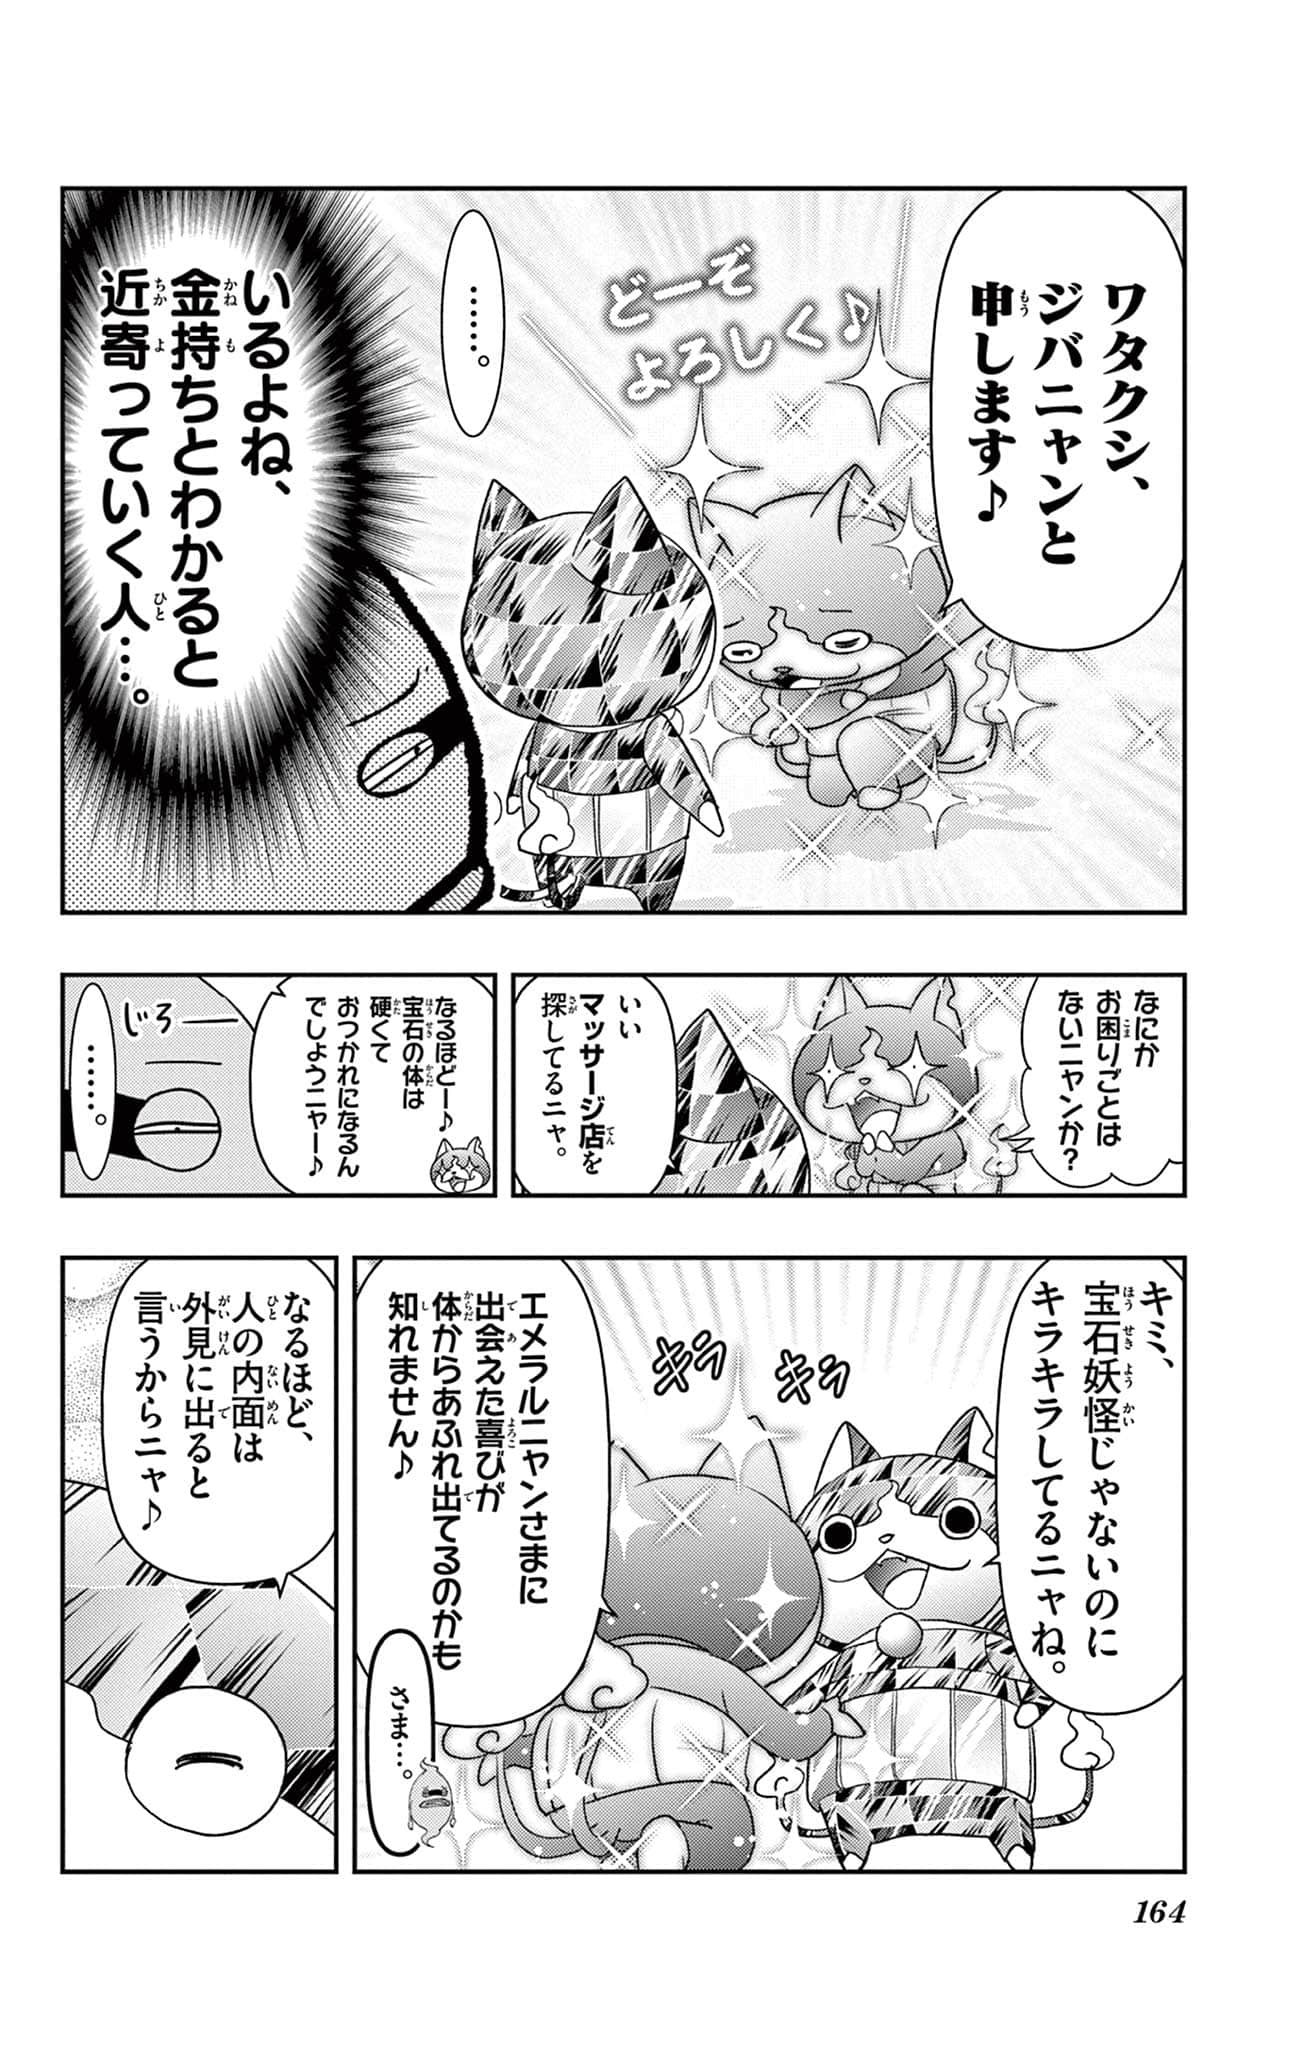 ワタクシ、
ジバニャンと
申します♪
どーぞ
よろしく♪
……。
いるよね、
金持ちとわかると
近寄っていく人…。
なにか
お困りごとは
ないニャンか？
いい
マッサージ店を
探してるニャ。
なるほどー♪
宝石の体は
硬くて
おつかれになるん
でしょうニャー♪
じろー
……。
キミ、
宝石妖怪じゃないのに
キラキラしてるニャね。
キラ
キラ
エメラルニャンさまに
出会えた喜びが
体からあふれ出てるのかも
知れません♪
さま…。
なるほど、
人の内面は
外見に出ると
言うからニャ♪
164